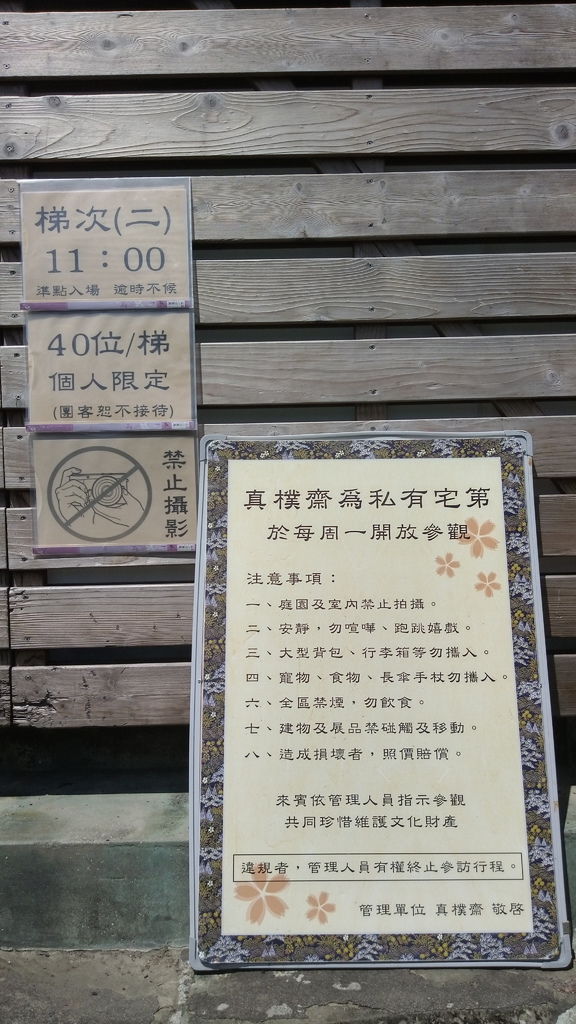 梯次(二)
11：00
準點入場 逾時不候
40位/梯
個人限定
(團客恕不接待)
禁止攝影
真樸齋為私有宅第
於每周一開放參觀
注意事項：
一、庭園及室內禁止拍攝。
二、安靜，勿喧嘩、跑跳嬉戲。
三、大型背包、行李箱等勿攜入。
四、寵物、食物、長傘手杖勿攜入。
六、全區禁煙，勿飲食。
七、建物及展品禁碰觸及移動。
八、造成損壞者，照價賠償。
來賓依管理人員指示參觀
共同珍惜維護文化財產
違規者，管理人員有權終止參訪行程。
管理單位 真樸齋 敬啓